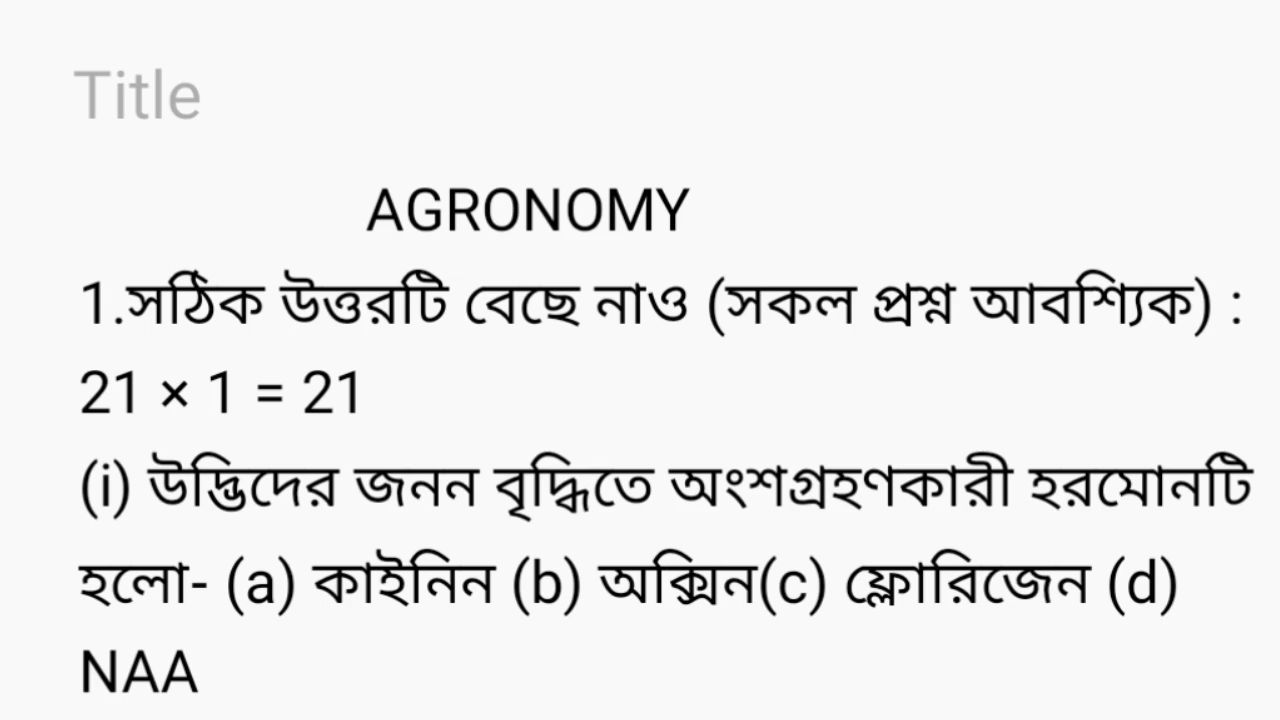 Title
AGRONOMY
1.সঠিক উত্তরটি বেছে নাও (সকল প্রশ্ন আবশ্যিক) :
21 × 1 = 21
(i) উদ্ভিদের জনন বৃদ্ধিতে অংশগ্রহণকারী হরমোনটি
হলো- (a) কাইনিন (b) অক্সিন(c) ফ্লোরিজেন (d)
NAA